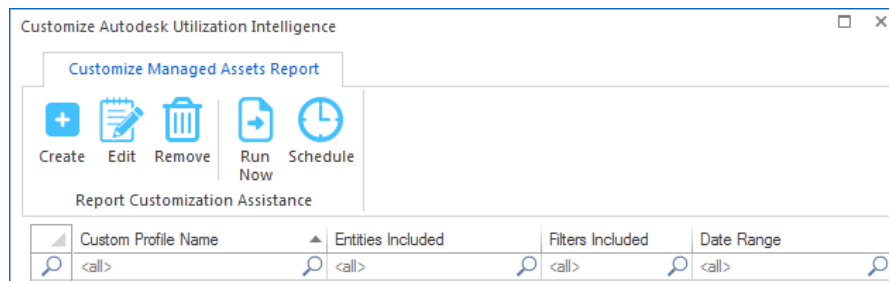 Customize Autodesk Utilization Intelligence
Customize Managed Assets Report
Create Edit Remove Run Now Schedule
Report Customization Assistance
Custom Profile Name Entities Included Filters Included Date Range
<all> <all> <all> <all>